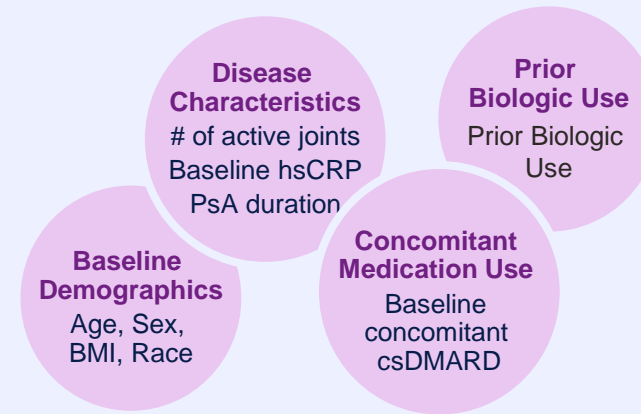 Disease
Characteristics
# of active joints
Baseline hsCRP
PsA duration
Prior
Biologic Use
Prior Biologic
Use
Baseline
Demographics
Age, Sex,
BMI, Race
Concomitant
Medication Use
Baseline
concomitant
csDMARD